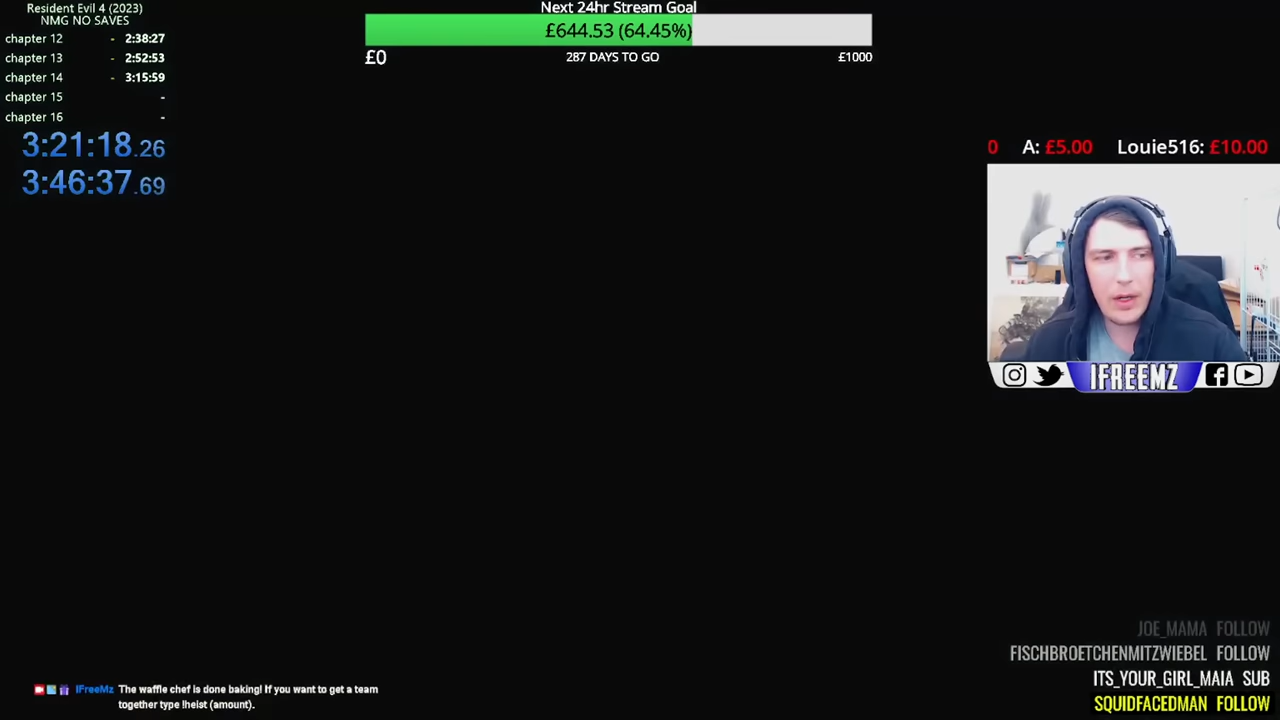 Resident Evil 4 (2023)
NMG NO SAVES
chapter 12 - 2:38:27
chapter 13 - 2:52:53
chapter 14 - 3:15:59
chapter 15 -
chapter 16 -
3:21:18.26
3:46:37.69
Next 24hr Stream Goal
£644.53 (64.45%)
£0 287 DAYS TO GO £1000
0 A: £5.00 Louie516: £10.00
IFREEMZ
JOE_MAMA FOLLOW
FISCHBROETCHENMITZWIEBEL FOLLOW
ITS_YOUR_GIRL_MAIA SUB
SQUIDFACEDMAN FOLLOW
IFreeMz The waffle chef is done baking! If you want to get a team
together type !heist (amount).